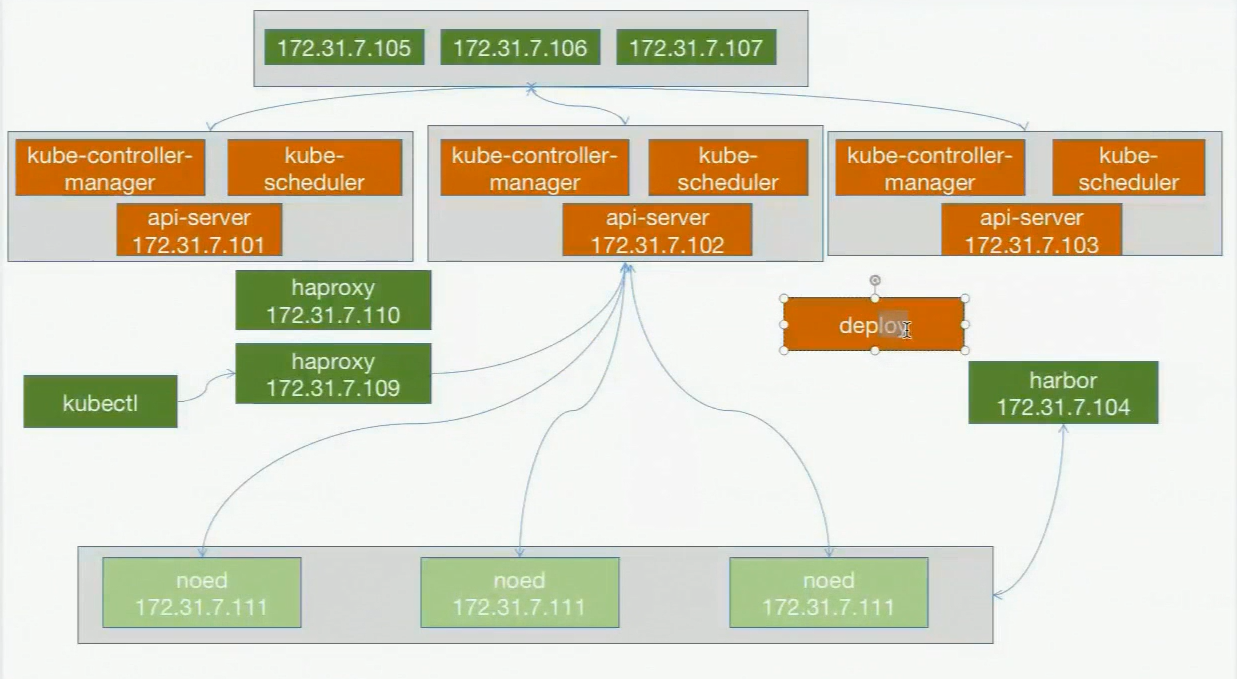 172.31.7.105
172.31.7.106
172.31.7.107
kube-controller-
manager
kube-
scheduler
api-server
172.31.7.101
kube-controller-
manager
kube-
scheduler
api-server
172.31.7.102
kube-controller-
manager
kube-
scheduler
api-server
172.31.7.103
haproxy
172.31.7.110
haproxy
172.31.7.109
kubectl
deploy
harbor
172.31.7.104
noed
172.31.7.111
noed
172.31.7.111
noed
172.31.7.111